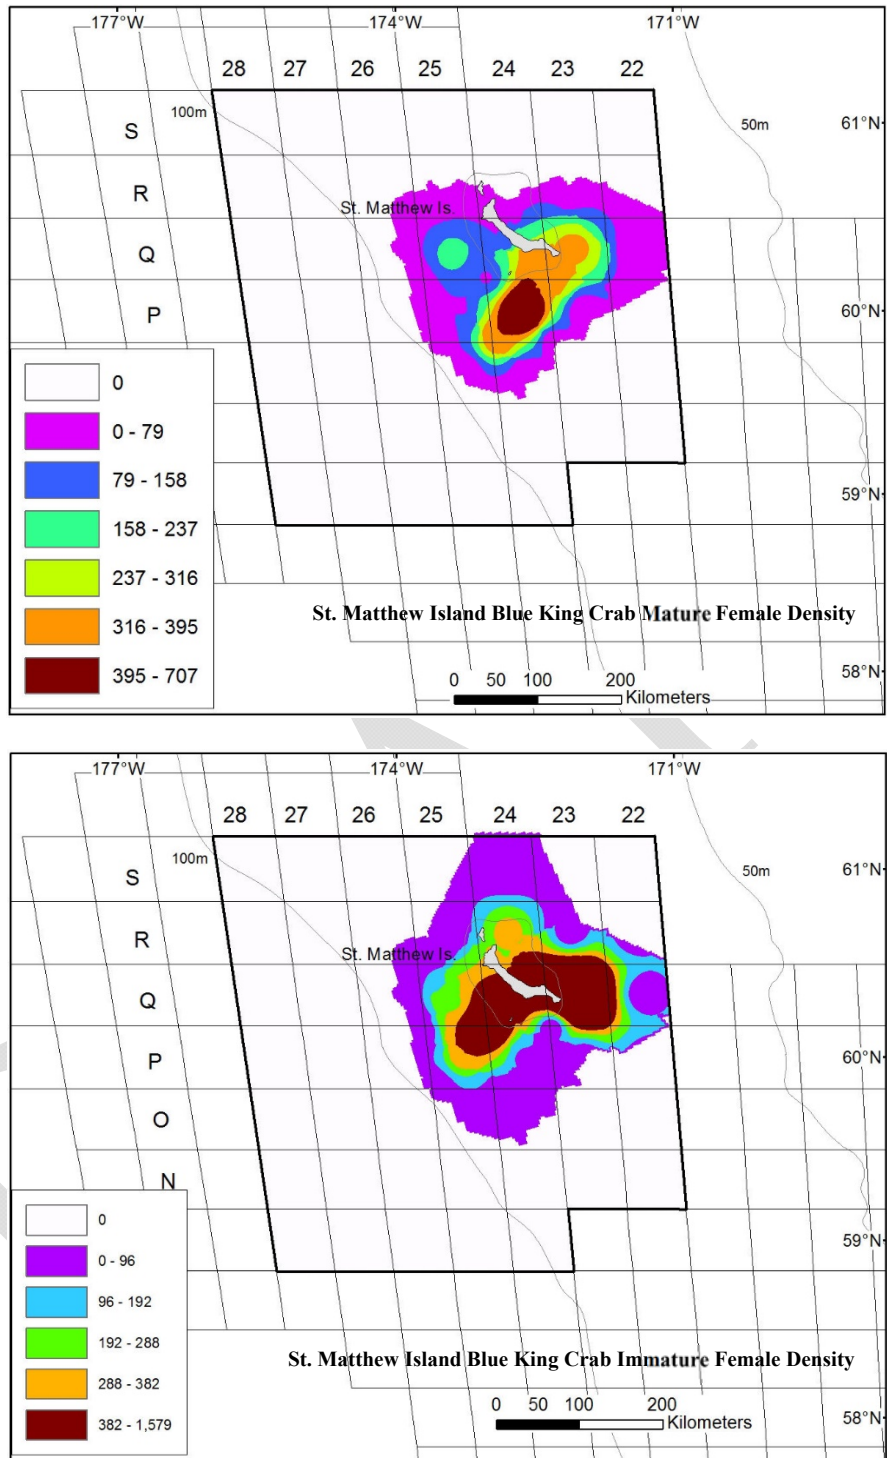 177°W 174°W 171°W
28 27 26 25 24 23 22
100m
50m
61°N
S
R
St. Matthew Is.
Q
60°N
P
0
0 - 79
79 - 158
158 - 237
237 - 316
316 - 395
395 - 707
59°N
St. Matthew Island Blue King Crab Mature Female Density
58°N
0 50 100 200
Kilometers
177°W 174°W 171°W
28 27 26 25 24 23 22
100m
50m
61°N
S
R
St. Matthew Is.
Q
60°N
P
O
N
0
0 - 96
96 - 192
192 - 288
288 - 382
382 - 1,579
59°N
St. Matthew Island Blue King Crab Immature Female Density
58°N
0 50 100 200
Kilometers